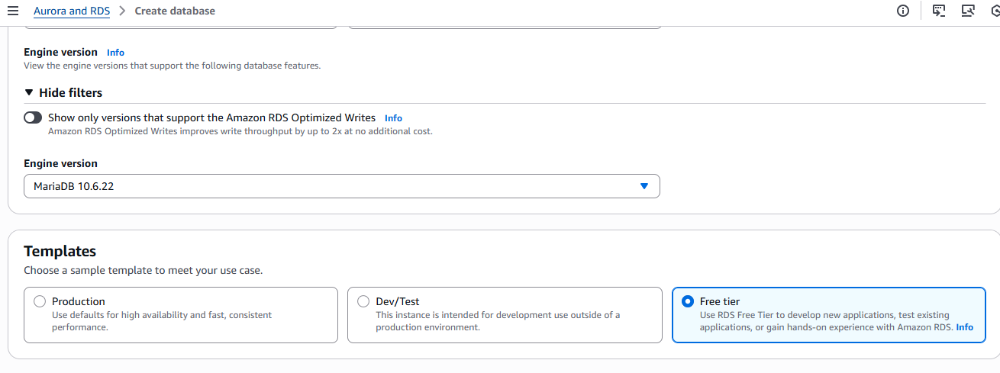 Aurora and RDS > Create database
Engine version Info
View the engine versions that support the following database features.
Hide filters
Show only versions that support the Amazon RDS Optimized Writes Info
Amazon RDS Optimized Writes improves write throughput by up to 2x at no additional cost.
Engine version
MariaDB 10.6.22
Templates
Choose a sample template to meet your use case.
Production
Use defaults for high availability and fast, consistent
performance.
Dev/Test
This instance is intended for development use outside of a
production environment.
Free tier
Use RDS Free Tier to develop new applications, test existing
applications, or gain hands-on experience with Amazon RDS. Info